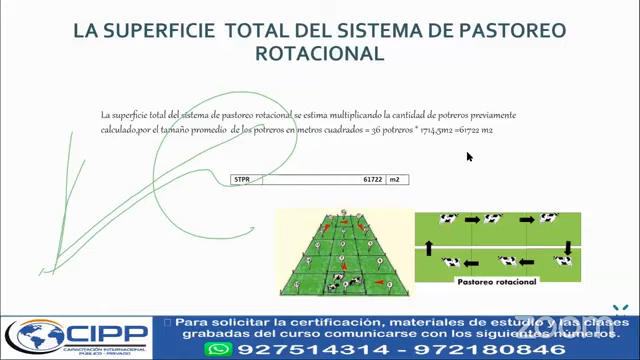 LA SUPERFICIE TOTAL DEL SISTEMA DE PASTOREO
ROTACIONAL
La superficie total del sistema de pastoreo rotacional se estima multiplicando la cantidad de potreros previamente
calculado,por el tamaño promedio de los potreros en metros cuadrados = 36 potreros * 1714,5m2 =61722 m2
STPR 61722 m2
Pastoreo rotacional
zoom
CIPP
CAPACITACIÓN INTERNACIONAL
PÚBLICO - PRIVADO
Para solicitar la certificación, materiales de estudio y las clases
grabadas del curso comunicarse con los siguientes números.
927514314 - 972180846